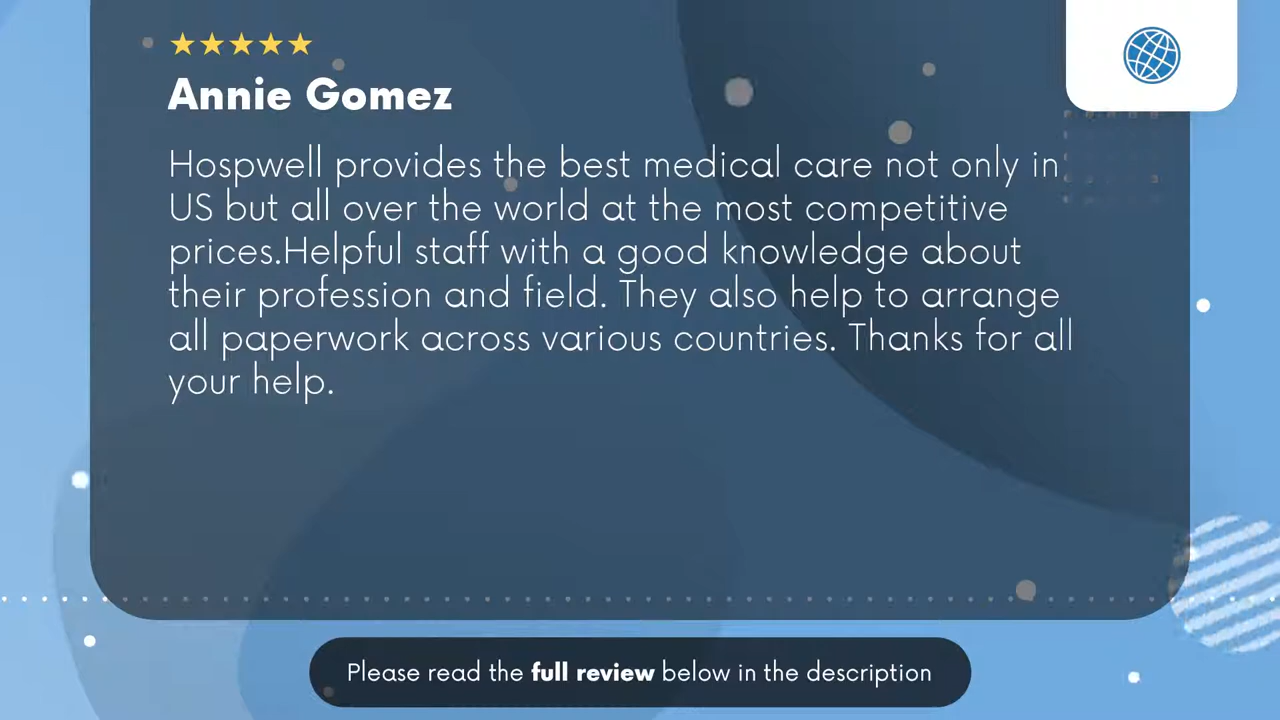 Annie Gomez
Hospwell provides the best medical care not only in
US but all over the world at the most competitive
prices.Helpful staff with a good knowledge about
their profession and field. They also help to arrange
all paperwork across various countries. Thanks for all
your help.
Please read the full review below in the description